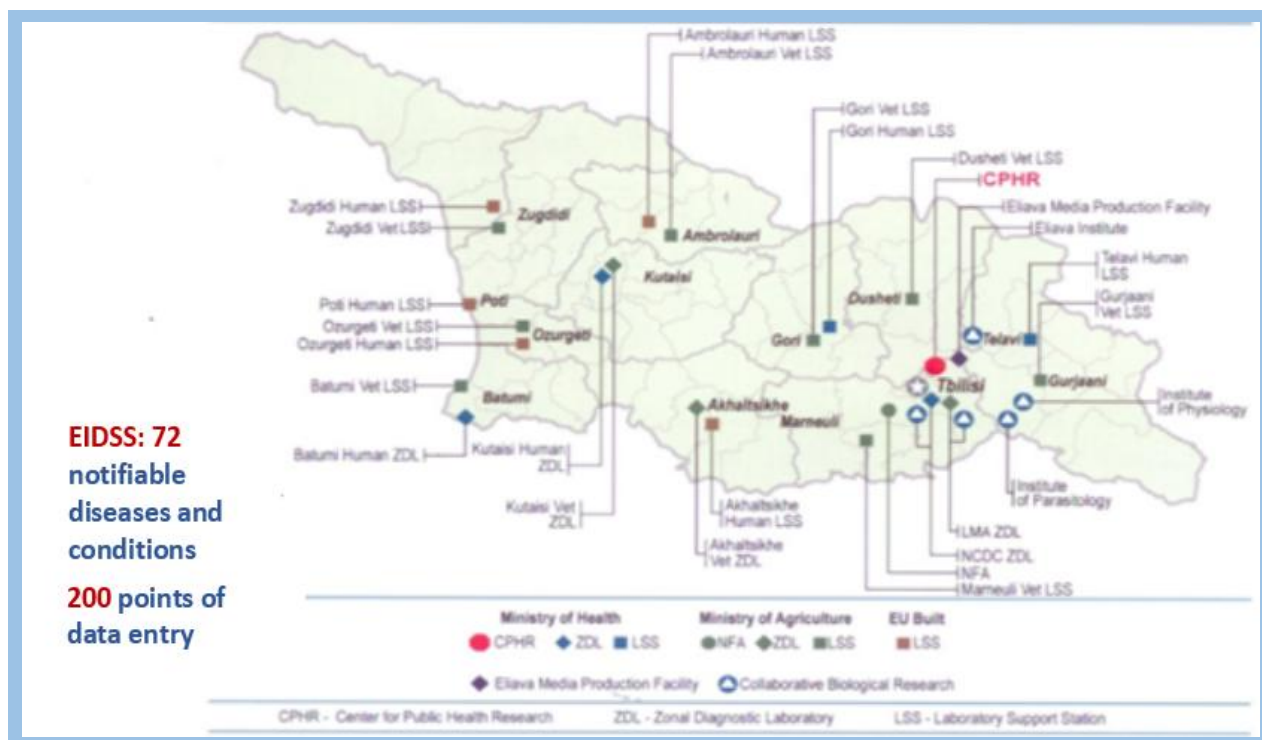 Ambrolauri Human LSS
Ambrolauri Vet LSS
Gori Vet LSS
Gori Human LSS
Dusheti Vet LSS
CPHR
Eliava Media Production Facility
Eliava Institute
Telavi Human
LSS
Gurjaani
Vet LSS
Zugdidi Human LSS
Zugdidi Vet LSS
Zugdidi
Ambrolauri
Kutaisi
Poti Human LSS
Poti
Ozurgeti Vet LSS
Ozurgeti Human LSS
Ozurgeti
Dusheti
Gori
Telavi
Tbilisi
Gurjaani
Batumi Vet LSS
Batumi
Akhaltsikhe
Marneuli
Institute
of Physiology
Batumi Human ZDL
Kutaisi Human
ZDL
Kutaisi Vet
ZDL
Akhaltsikhe
Human LSS
Akhaltsikhe
Vet ZDL
Institute
of Parasitology
LMA ZDL
NCDC ZDL
NFA
Marneuli Vet LSS
EIDSS: 72
notifiable
diseases and
conditions
200 points of
data entry
Ministry of Health
CPHR ZDL LSS
Ministry of Agriculture
NFA ZDL LSS
EU Built
LSS
Eliava Media Production Facility
Collaborative Biological Research
CPHR - Center for Public Health Research
ZDL - Zonal Diagnostic Laboratory
LSS - Laboratory Support Station